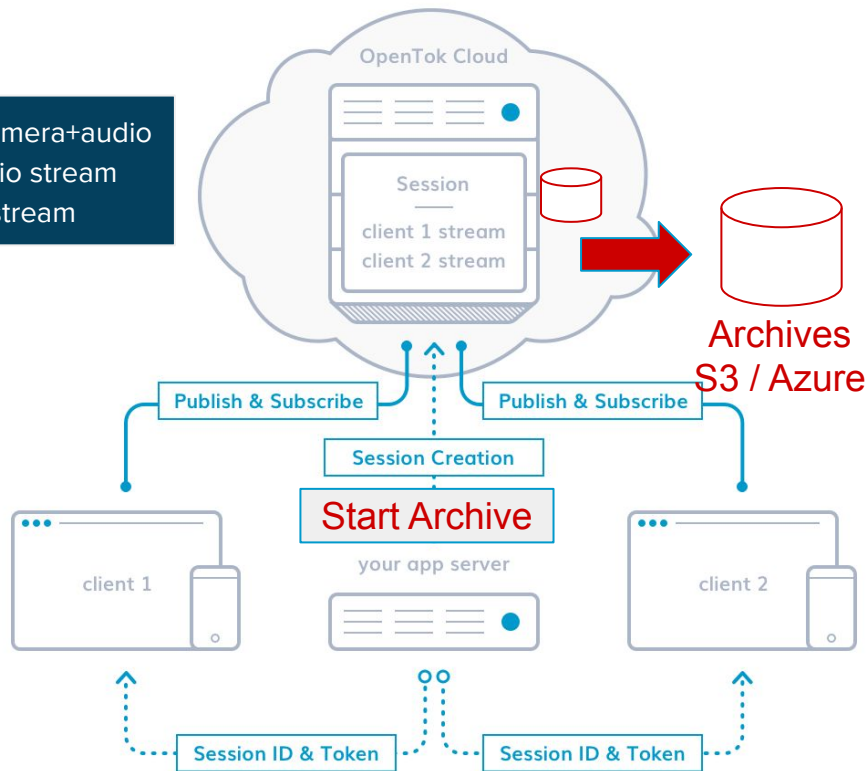 OpenTok Cloud
mera+audio
io stream
stream
Session
client 1 stream
client 2 stream
Archives
S3 / Azure
Publish & Subscribe
Publish & Subscribe
Session Creation
Start Archive
your app server
client 1
client 2
Session ID & Token
Session ID & Token